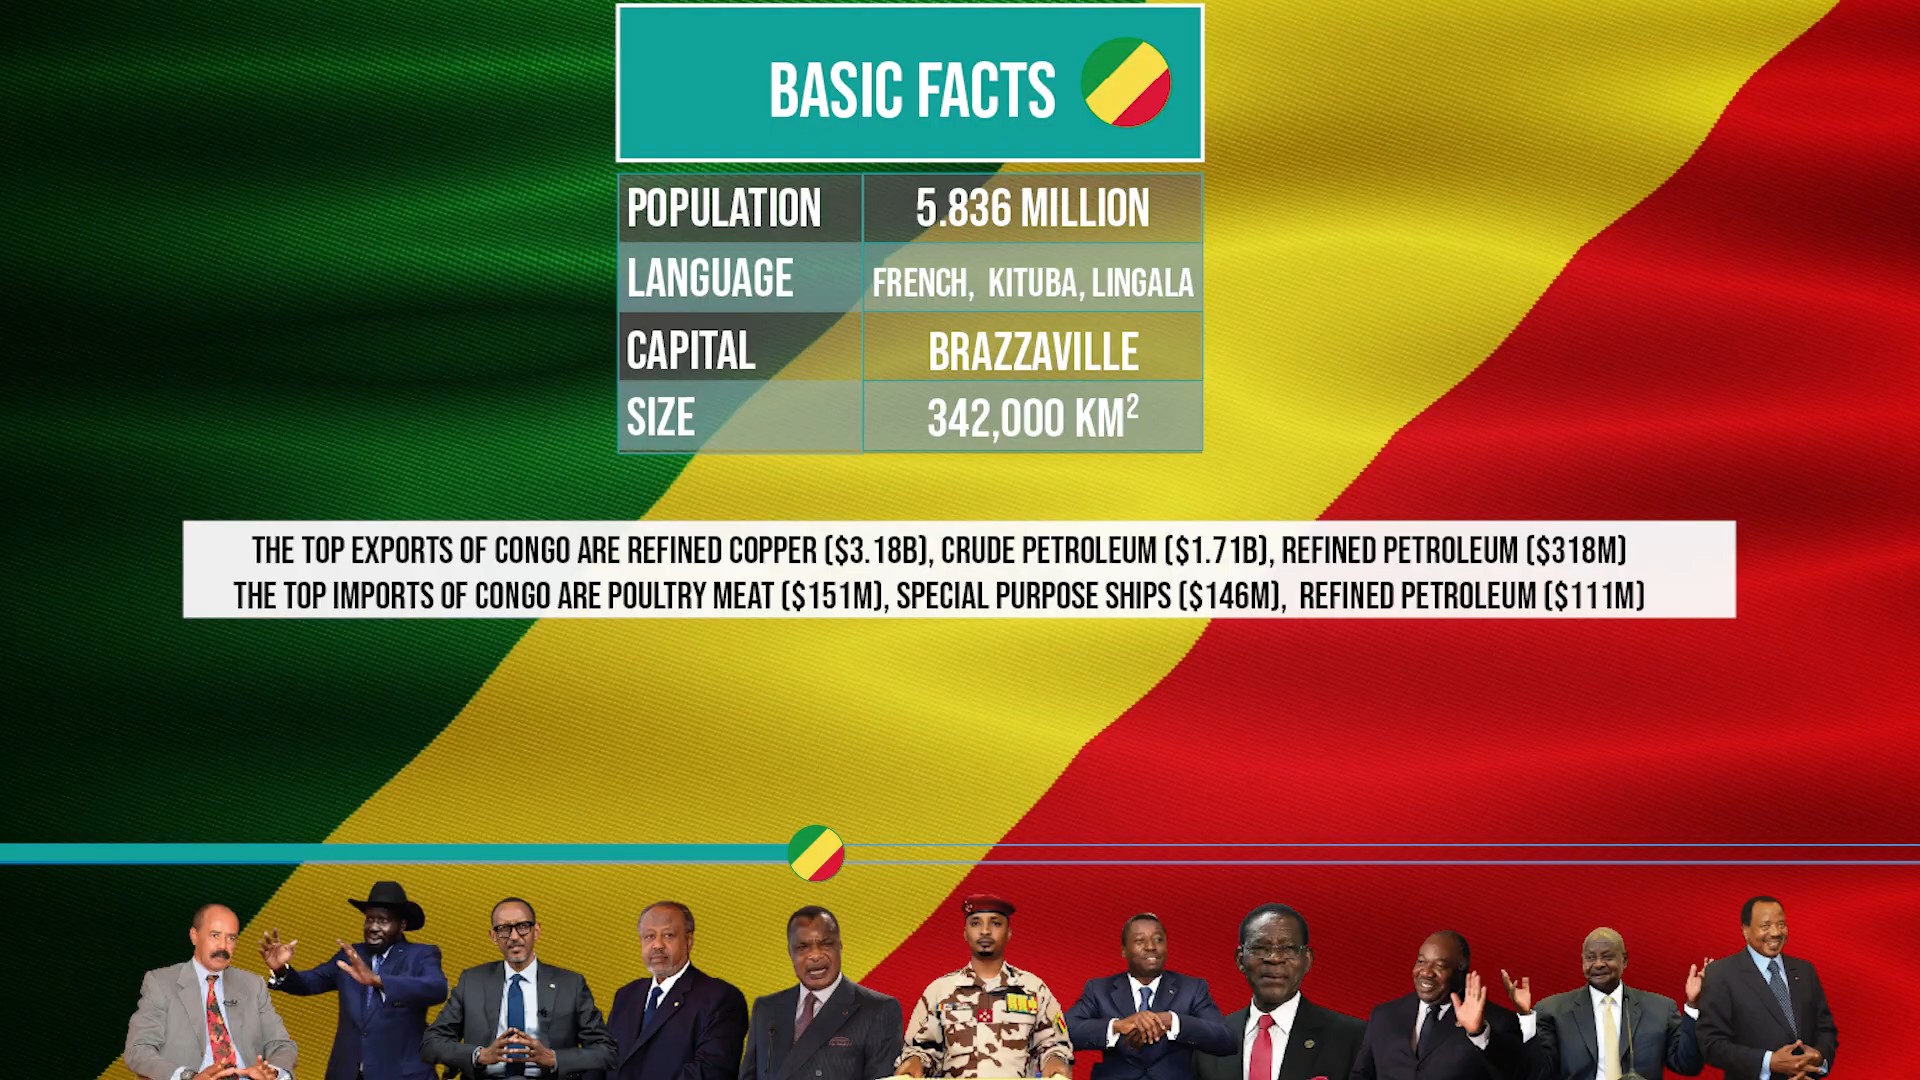 BASIC FACTS
POPULATION 5.836 MILLION
LANGUAGE FRENCH, KITUBA, LINGALA
CAPITAL BRAZZAVILLE
SIZE 342,000 KM²
THE TOP EXPORTS OF CONGO ARE REFINED COPPER ($3.18B), CRUDE PETROLEUM ($1.71B), REFINED PETROLEUM ($318M)
THE TOP IMPORTS OF CONGO ARE POULTRY MEAT ($151M), SPECIAL PURPOSE SHIPS ($146M), REFINED PETROLEUM ($111M)